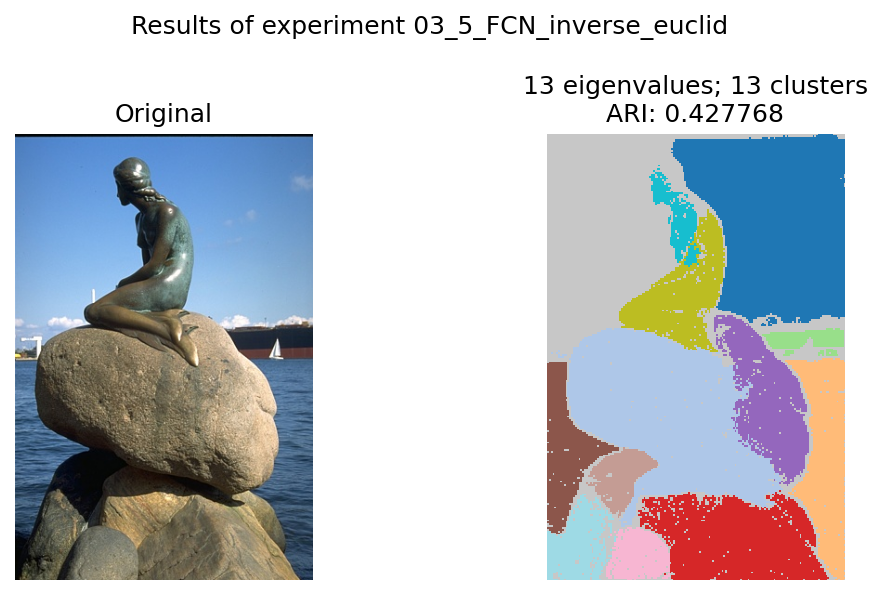 Results of experiment 03_5_FCN_inverse_euclid
Original
13 eigenvalues; 13 clusters
ARI: 0.427768